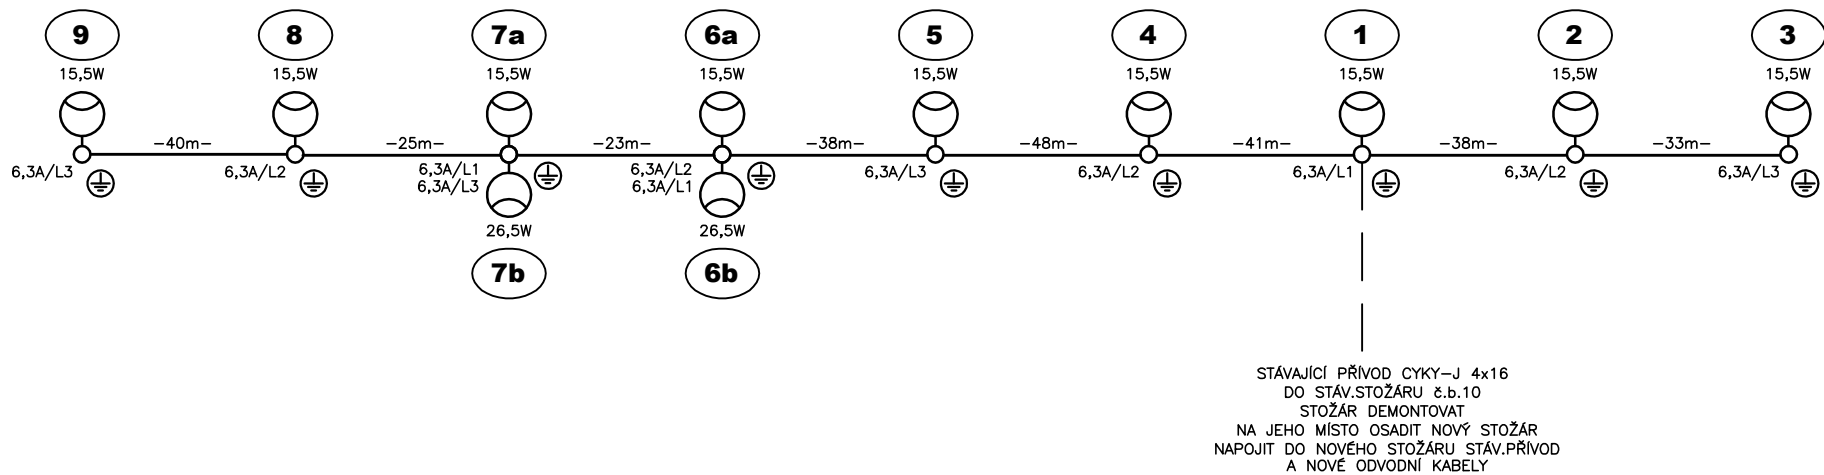 9 8 7a 6a 5 4 1 2 3
15,5W 15,5W 15,5W 15,5W 15,5W 15,5W 15,5W 15,5W 15,5W
-40m- -25m- -23m- -38m- -48m- -41m- -38m- -33m-
6,3A/L3 6,3A/L2 6,3A/L1 6,3A/L2 6,3A/L3 6,3A/L2 6,3A/L1 6,3A/L2 6,3A/L3
6,3A/L3 6,3A/L1
26,5W 26,5W
7b 6b
STÁVAJÍCÍ PŘÍVOD CYKY-J 4x16
DO STÁV.STOŽÁRU č.b.10
STOŽÁR DEMONTOVAT
NA JEHO MÍSTO OSADIT NOVÝ STOŽÁR
NAPOJIT DO NOVÉHO STOŽÁRU STÁV.PŘÍVOD
A NOVÉ ODVODNÍ KABELY